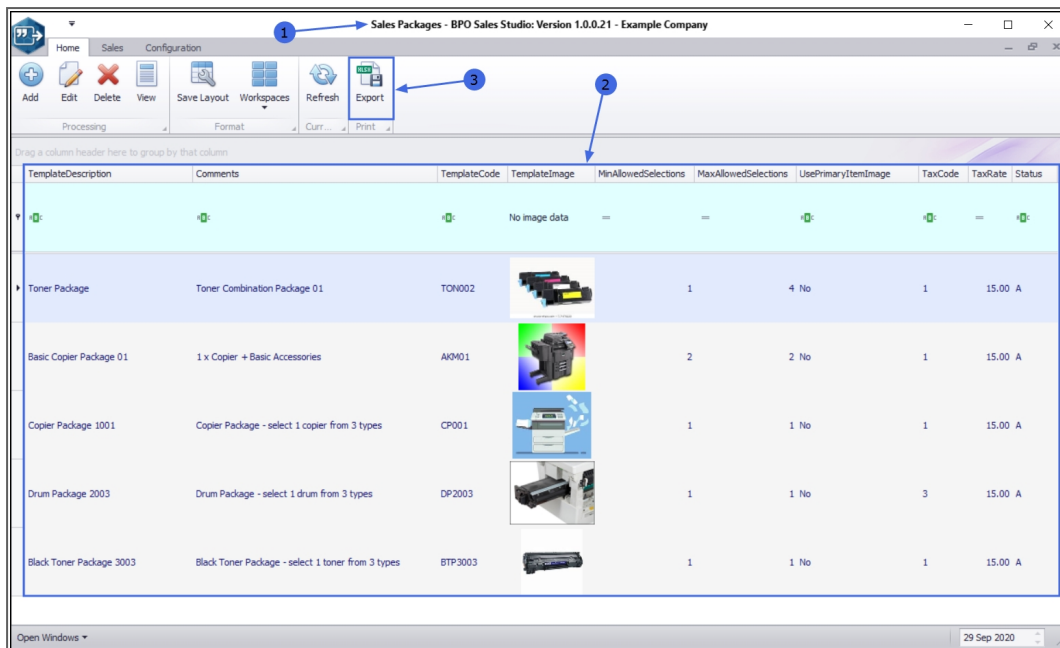 Sales Packages - BPO Sales Studio: Version 1.0.0.21 - Example Company
1
Home Sales Configuration
Add Edit Delete View Save Layout Workspaces Refresh Export
XLSX
3
2
Processing Format Curr... Print
Drag a column header here to group by that column
TemplateDescription Comments TemplateCode TemplateImage MinAllowedSelections MaxAllowedSelections UsePrimaryItemImage TaxCode TaxRate Status
No image data = = =
Toner Package Toner Combination Package 01 TON002 1 4 No 1 15.00 A
Basic Copier Package 01 1 x Copier + Basic Accessories AKM01 2 2 No 1 15.00 A
Copier Package 1001 Copier Package - select 1 copier from 3 types CP001 1 1 No 1 15.00 A
Drum Package 2003 Drum Package - select 1 drum from 3 types DP2003 1 1 No 3 15.00 A
Black Toner Package 3003 Black Toner Package - select 1 toner from 3 types BTP3003 1 1 No 1 15.00 A
Open Windows 29 Sep 2020